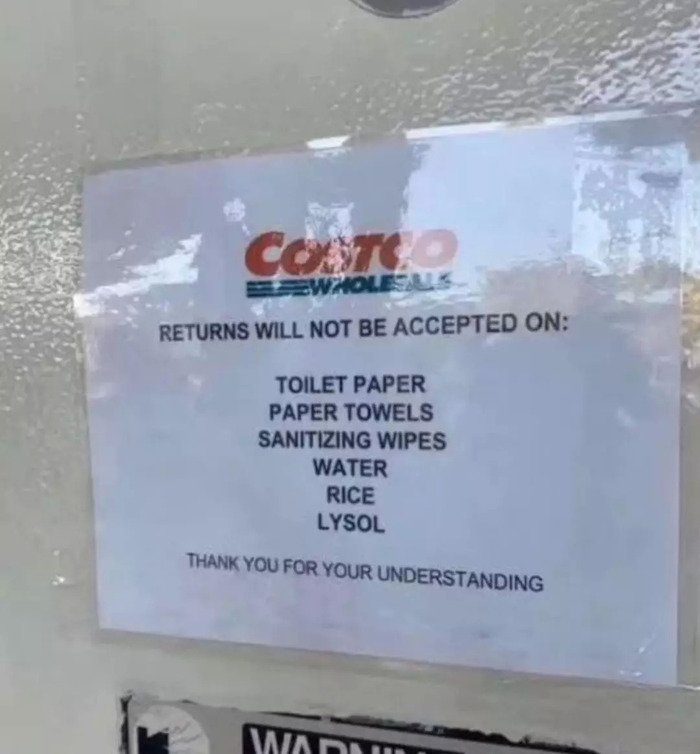 COSTCO
WHOLESALE
RETURNS WILL NOT BE ACCEPTED ON:
TOILET PAPER
PAPER TOWELS
SANITIZING WIPES
WATER
RICE
LYSOL
THANK YOU FOR YOUR UNDERSTANDING